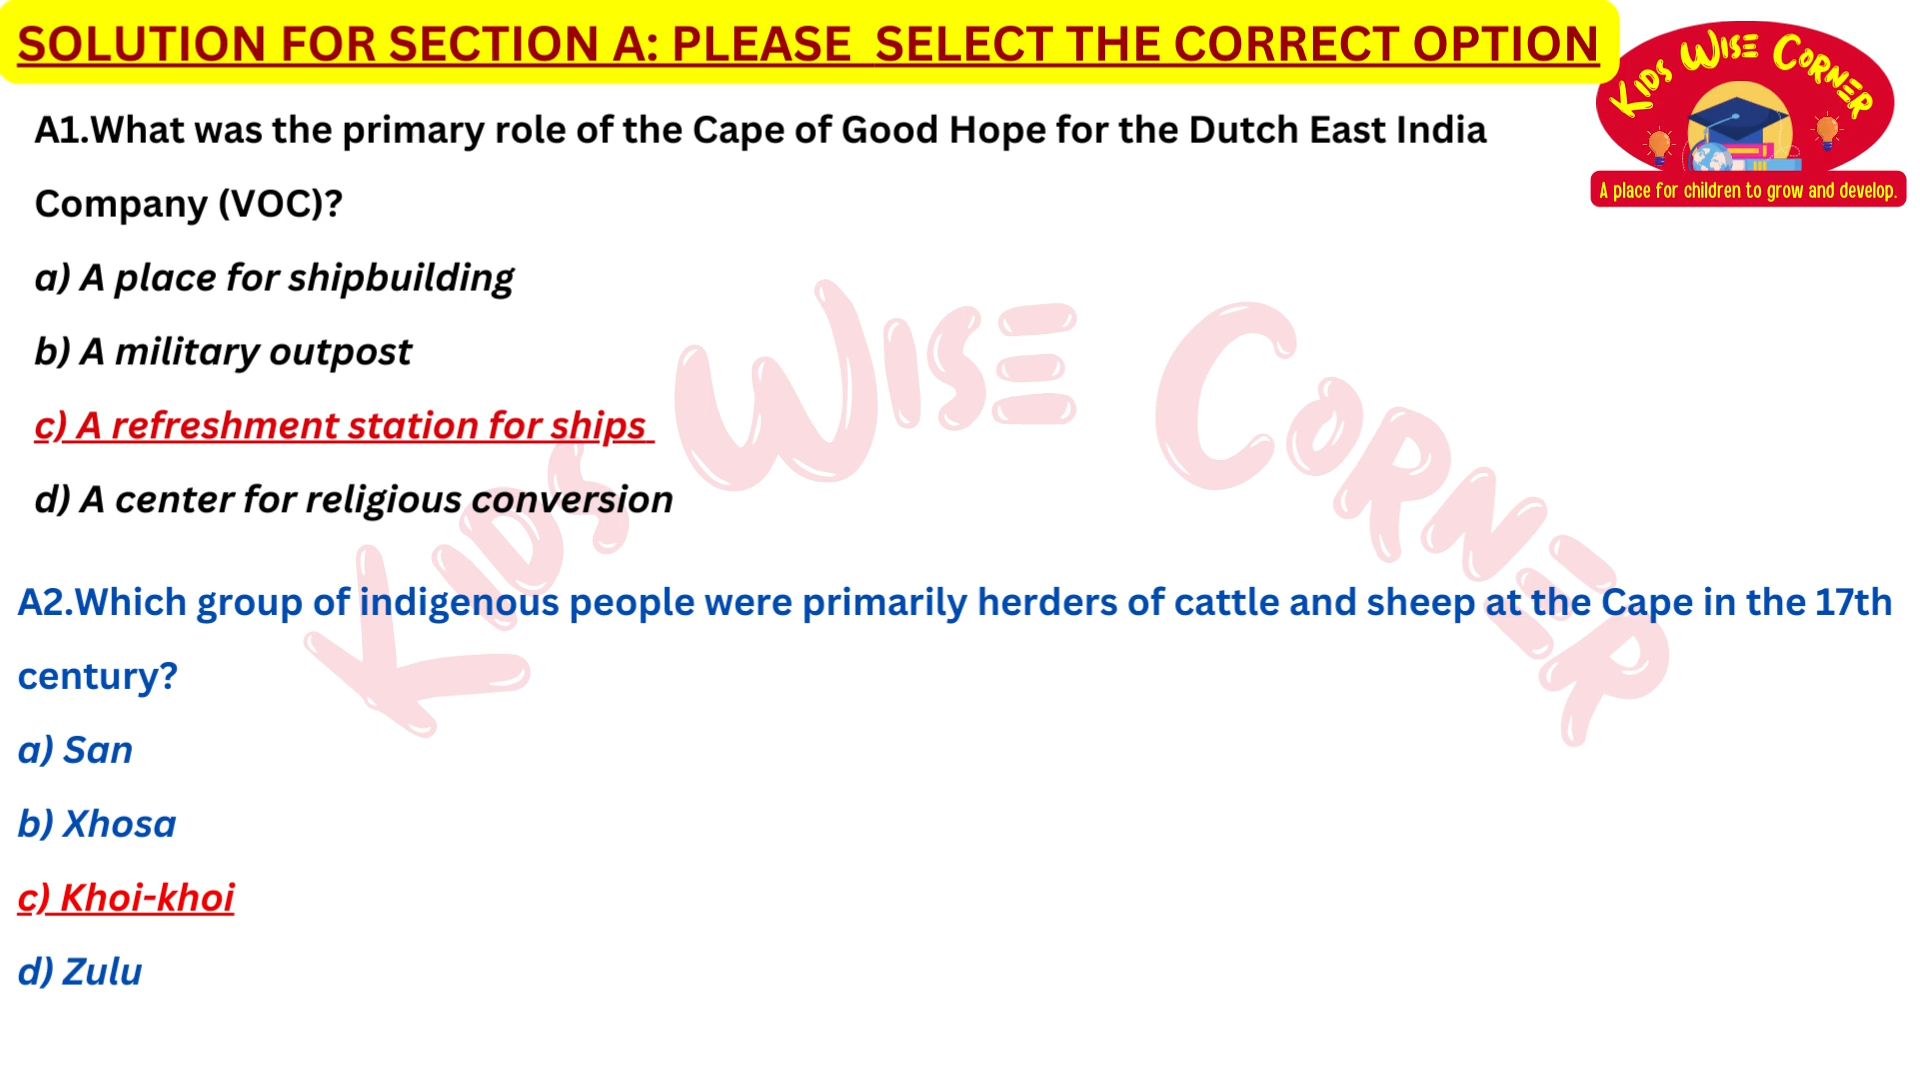 SOLUTION FOR SECTION A: PLEASE  SELECT THE CORRECT OPTION
KIDS WISE CORNER
A place for children to grow and develop.
A1.What was the primary role of the Cape of Good Hope for the Dutch East India
Company (VOC)?
a) A place for shipbuilding
b) A military outpost
c) A refreshment station for ships
d) A center for religious conversion
KIDS WISE CORNER
A2.Which group of indigenous people were primarily herders of cattle and sheep at the Cape in the 17th
century?
a) San
b) Xhosa
c) Khoi-khoi
d) Zulu